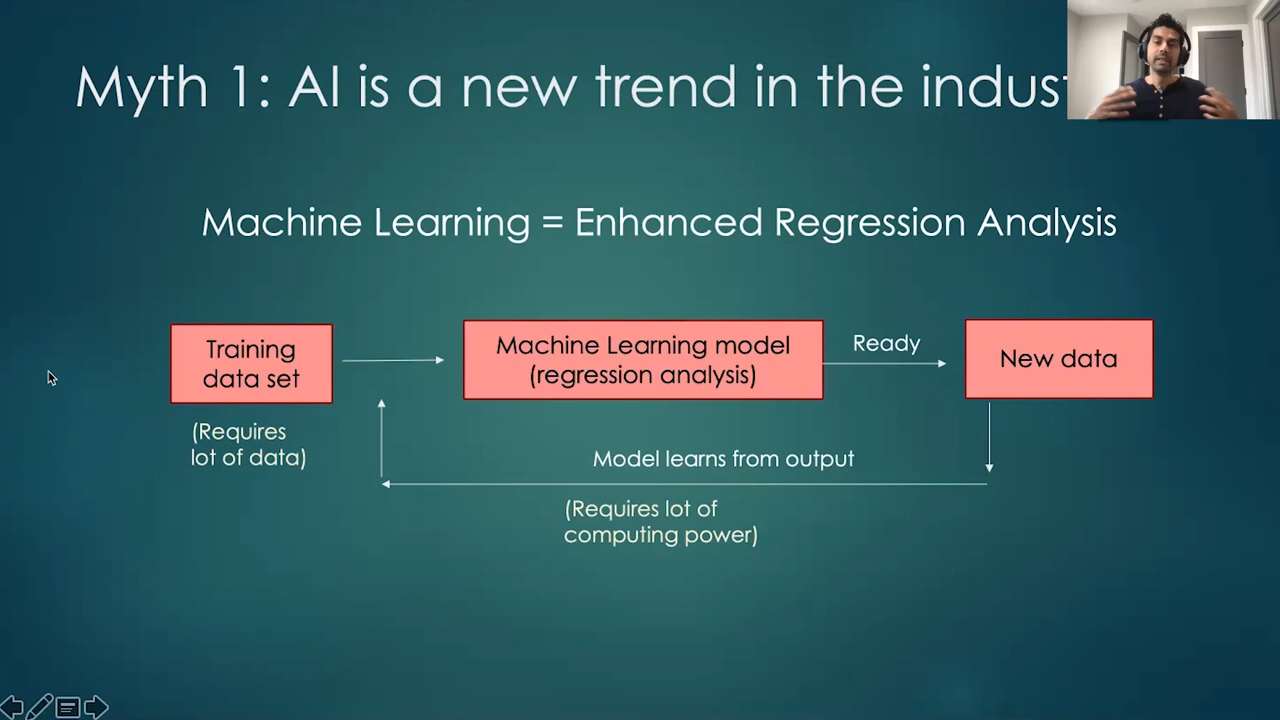 Myth 1: AI is a new trend in the indust
Machine Learning = Enhanced Regression Analysis
Training
data set
(Requires
lot of data)
Machine Learning model
(regression analysis)
Ready
New data
Model learns from output
(Requires lot of
computing power)